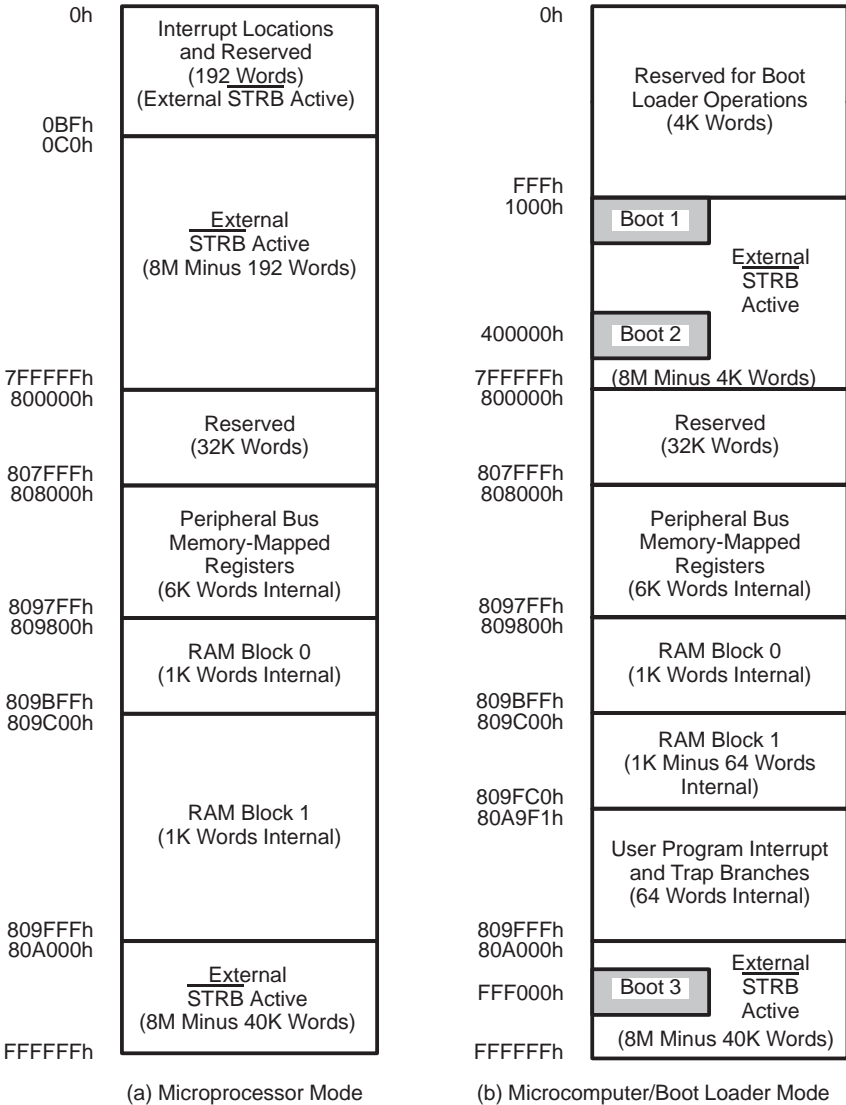 0h
Interrupt Locations
and Reserved
(192 Words)
(External STRB Active)
0BFh
0C0h
External
STRB Active
(8M Minus 192 Words)
7FFFFFh
800000h
Reserved
(32K Words)
807FFFh
808000h
Peripheral Bus
Memory-Mapped
Registers
(6K Words Internal)
8097FFh
809800h
RAM Block 0
(1K Words Internal)
809BFFh
809C00h
RAM Block 1
(1K Words Internal)
809FFFh
80A000h
External
STRB Active
(8M Minus 40K Words)
FFFFFFh
(a) Microprocessor Mode
0h
Reserved for Boot
Loader Operations
(4K Words)
FFFh
1000h
Boot 1
External
STRB
Active
400000h
Boot 2
7FFFFFh
(8M Minus 4K Words)
800000h
Reserved
(32K Words)
807FFFh
808000h
Peripheral Bus
Memory-Mapped
Registers
(6K Words Internal)
8097FFh
809800h
RAM Block 0
(1K Words Internal)
809BFFh
809C00h
RAM Block 1
(1K Minus 64 Words
Internal)
809FC0h
80A9F1h
User Program Interrupt
and Trap Branches
(64 Words Internal)
809FFFh
80A000h
External
STRB
Active
FFF000h
Boot 3
(8M Minus 40K Words)
FFFFFFh
(b) Microcomputer/Boot Loader Mode